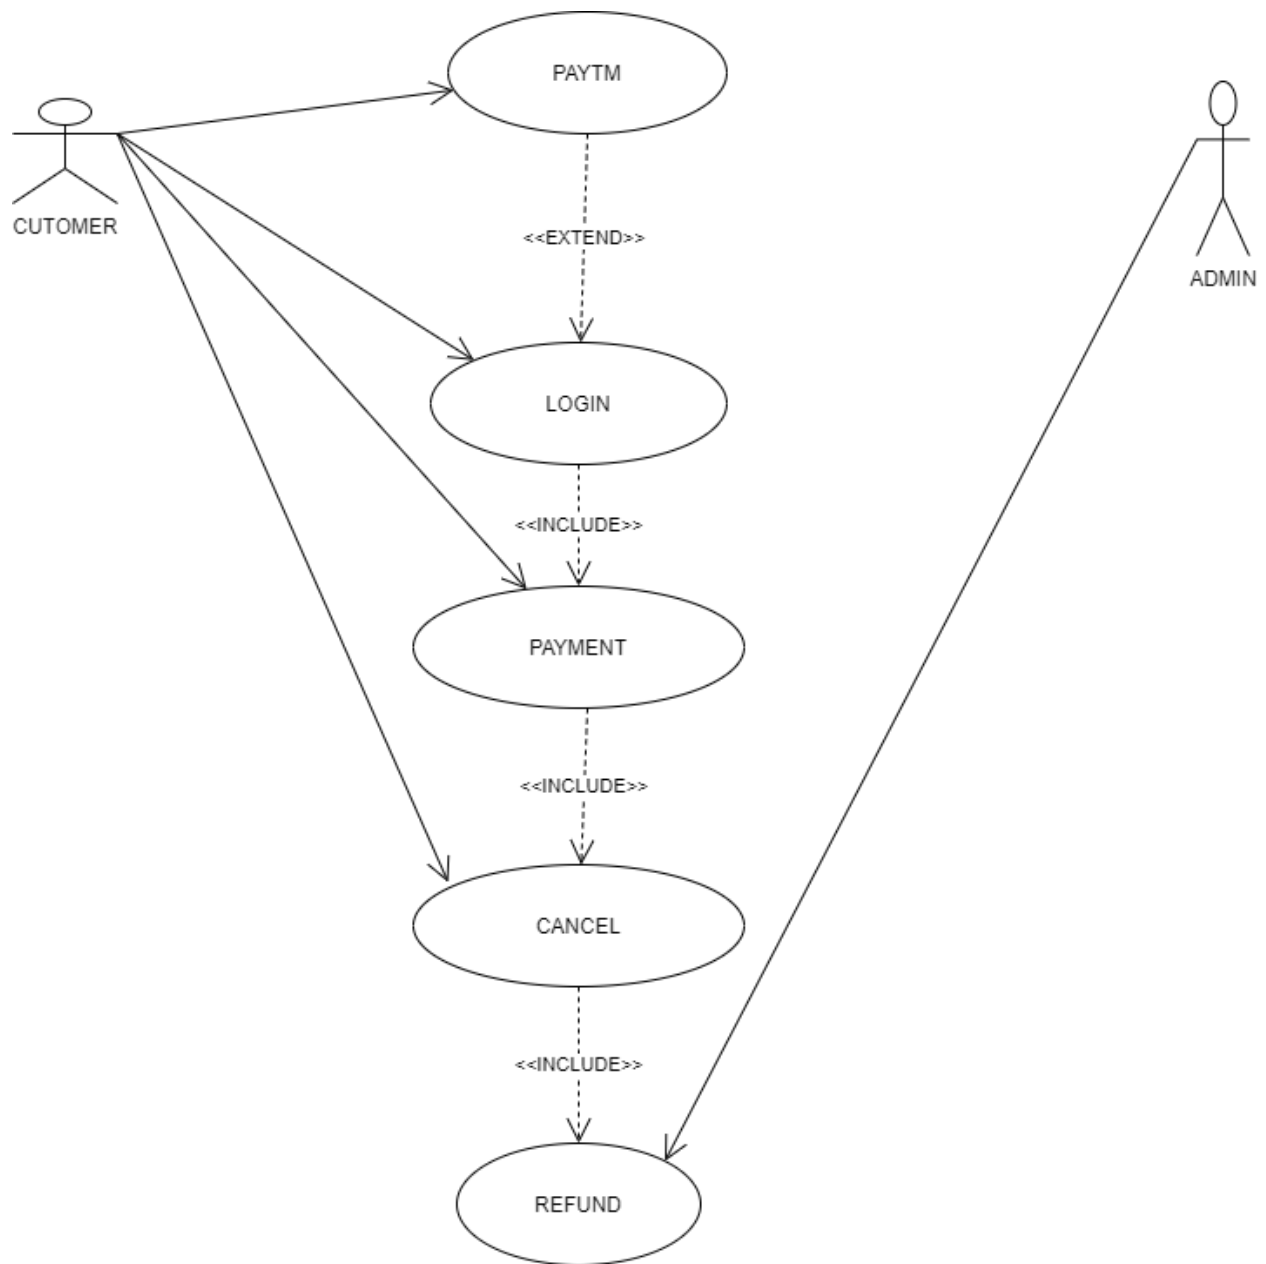 PAYTM
CUTOMER
<<EXTEND>>
ADMIN
LOGIN
<<INCLUDE>>
PAYMENT
<<INCLUDE>>
CANCEL
<<INCLUDE>>
REFUND